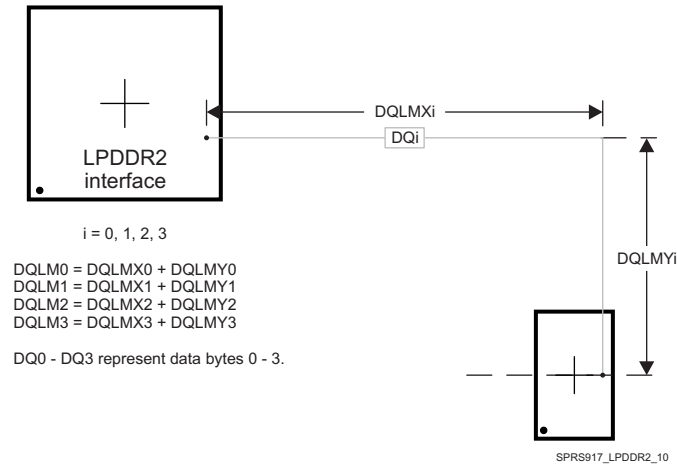 DQLMXi
DQi
LPDDR2
interface
i = 0, 1, 2, 3
DQLMYi
DQLM0 = DQLMX0 + DQLMY0
DQLM1 = DQLMX1 + DQLMY1
DQLM2 = DQLMX2 + DQLMY2
DQLM3 = DQLMX3 + DQLMY3
DQ0 - DQ3 represent data bytes 0 - 3.
SPRS917_LPDDR2_10